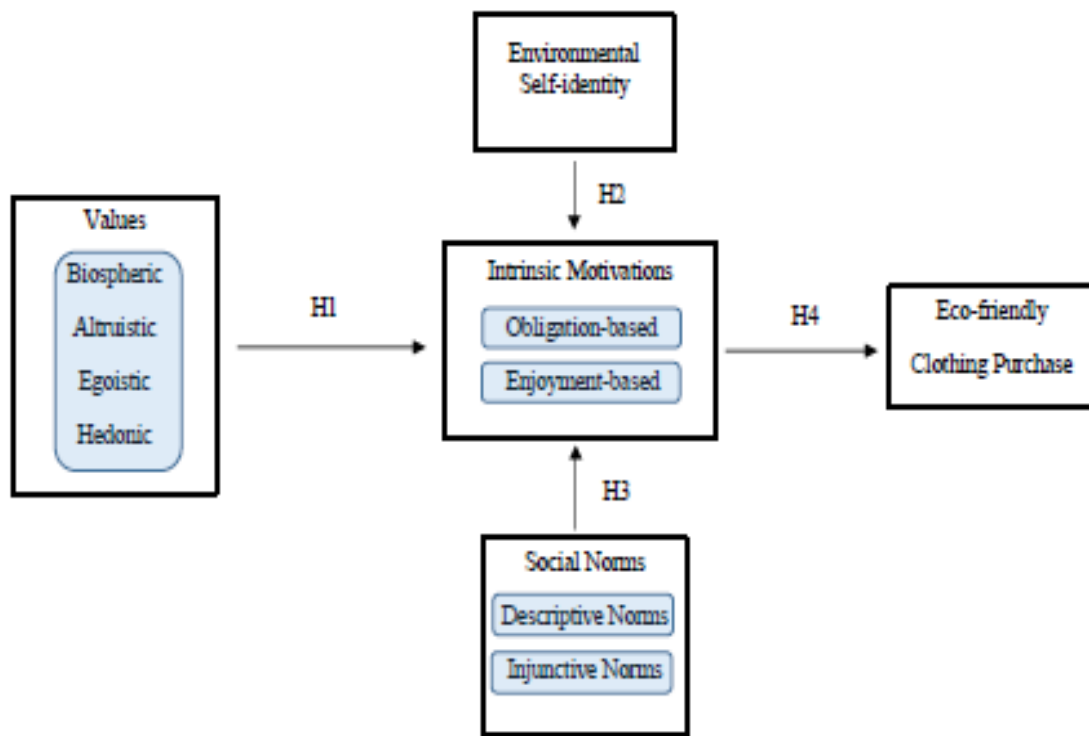 Environmental
Self-identity
H2
Values
Biospheric
Altruistic
Egoistic
Hedonic
H1
Intrinsic Motivations
Obligation-based
Enjoyment-based
H4
Eco-friendly
Clothing Purchase
H3
Social Norms
Descriptive Norms
Injunctive Norms